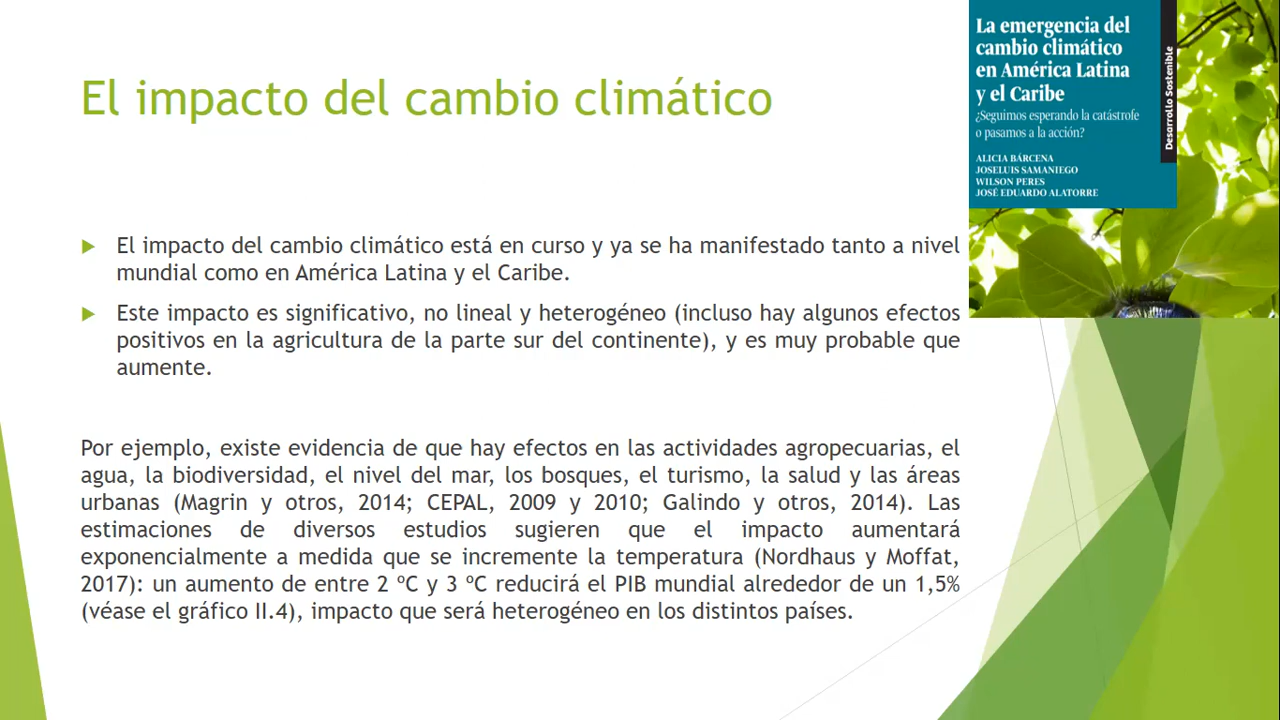 El impacto del cambio climático
La emergencia del
cambio climático
en América Latina
y el Caribe
¿Seguimos esperando la catástrofe
o pasamos a la acción?
ALICIA BÁRCENA
JOSELUIS SAMANIEGO
WILSON PERES
JOSÉ EDUARDO ALATORRE
Desarrollo Sostenible
El impacto del cambio climático está en curso y ya se ha manifestado tanto a nivel
mundial como en América Latina y el Caribe.
Este impacto es significativo, no lineal y heterogéneo (incluso hay algunos efectos
positivos en la agricultura de la parte sur del continente), y es muy probable que
aumente.
Por ejemplo, existe evidencia de que hay efectos en las actividades agropecuarias, el
agua, la biodiversidad, el nivel del mar, los bosques, el turismo, la salud y las áreas
urbanas (Magrin y otros, 2014; CEPAL, 2009 y 2010; Galindo y otros, 2014). Las
estimaciones de diversos estudios sugieren que el impacto aumentará
exponencialmente a medida que se incremente la temperatura (Nordhaus y Moffat,
2017): un aumento de entre 2 ºC y 3 ºC reducirá el PIB mundial alrededor de un 1,5%
(véase el gráfico II.4), impacto que será heterogéneo en los distintos países.